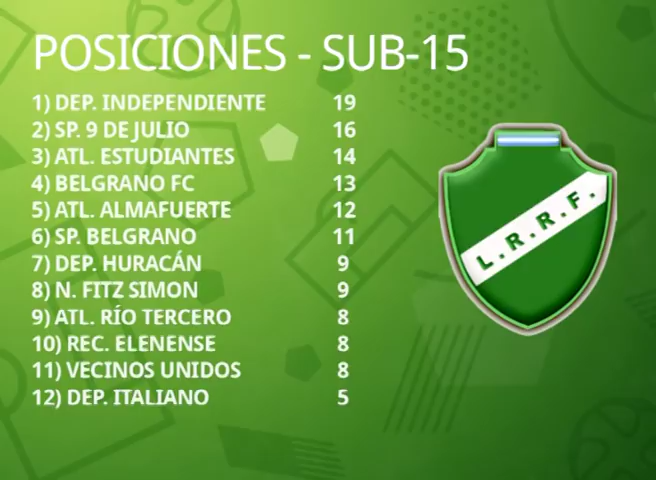 POSICIONES - SUB-15
1) DEP. INDEPENDIENTE 19
2) SP. 9 DE JULIO 16
3) ATL. ESTUDIANTES 14
4) BELGRANO FC 13
5) ATL. ALMAFUERTE 12
6) SP. BELGRANO 11
7) DEP. HURACÁN 9
8) N. FITZ SIMON 9
9) ATL. RÍO TERCERO 8
10) REC. ELENENSE 8
11) VECINOS UNIDOS 8
12) DEP. ITALIANO 5
L.R.R.F.